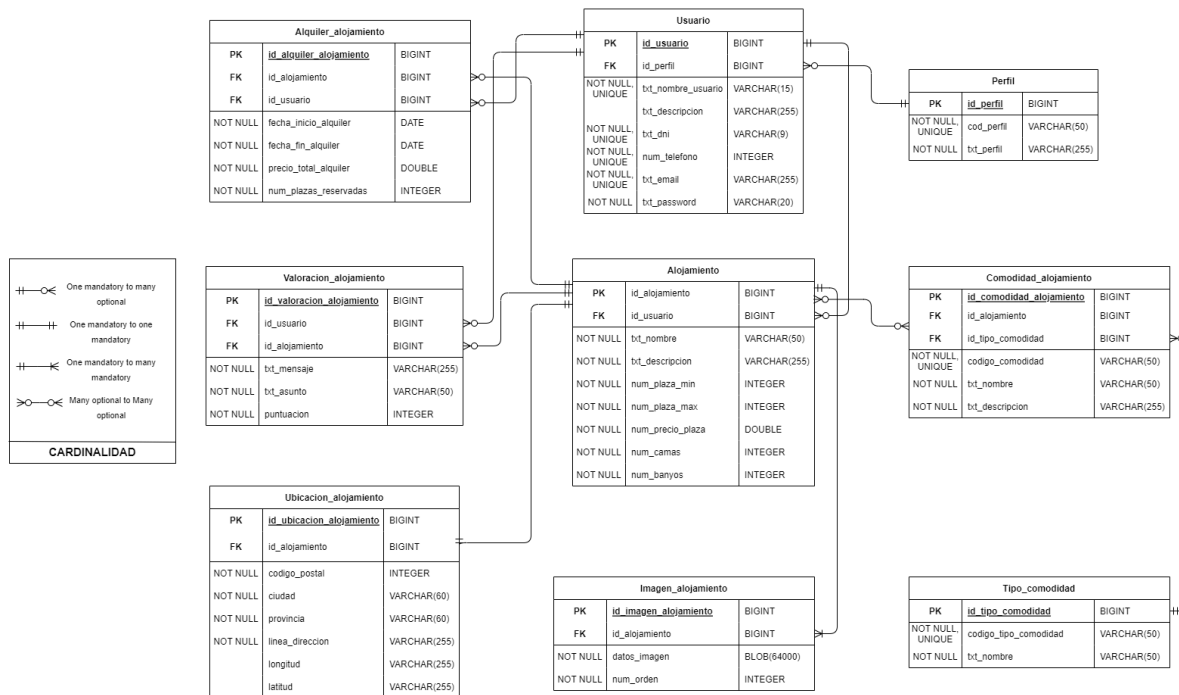 Alquiler_alojamiento
PK id_alquiler_alojamiento BIGINT
FK id_alojamiento BIGINT
FK id_usuario BIGINT
NOT NULL fecha_inicio_alquiler DATE
NOT NULL fecha_fin_alquiler DATE
NOT NULL precio_total_alquiler DOUBLE
NOT NULL num_plazas_reservadas INTEGER
Usuario
PK id_usuario BIGINT
FK id_perfil BIGINT
NOT NULL,
UNIQUE txt_nombre_usuario VARCHAR(15)
txt_descripcion VARCHAR(255)
NOT NULL,
UNIQUE txt_dni VARCHAR(9)
NOT NULL,
UNIQUE num_telefono INTEGER
NOT NULL,
UNIQUE txt_email VARCHAR(255)
NOT NULL txt_password VARCHAR(20)
Perfil
PK id_perfil BIGINT
NOT NULL,
UNIQUE cod_perfil VARCHAR(50)
NOT NULL txt_perfil VARCHAR(255)
One mandatory to many
optional
One mandatory to one
mandatory
One mandatory to many
mandatory
Many optional to Many
optional
CARDINALIDAD
Valoracion_alojamiento
PK id_valoracion_alojamiento BIGINT
FK id_usuario BIGINT
FK id_alojamiento BIGINT
NOT NULL txt_mensaje VARCHAR(255)
NOT NULL txt_asunto VARCHAR(50)
NOT NULL puntuacion INTEGER
Alojamiento
PK id_alojamiento BIGINT
FK id_usuario BIGINT
NOT NULL txt_nombre VARCHAR(50)
NOT NULL txt_descripcion VARCHAR(255)
NOT NULL num_plaza_min INTEGER
NOT NULL num_plaza_max INTEGER
NOT NULL num_precio_plaza DOUBLE
NOT NULL num_camas INTEGER
NOT NULL num_banyos INTEGER
Comodidad_alojamiento
PK id_comodidad_alojamiento BIGINT
FK id_alojamiento BIGINT
FK id_tipo_comodidad BIGINT
NOT NULL,
UNIQUE codigo_comodidad VARCHAR(50)
NOT NULL txt_nombre VARCHAR(50)
NOT NULL txt_descripcion VARCHAR(255)
Ubicacion_alojamiento
PK id_ubicacion_alojamiento BIGINT
FK id_alojamiento BIGINT
NOT NULL codigo_postal INTEGER
NOT NULL ciudad VARCHAR(60)
NOT NULL provincia VARCHAR(60)
NOT NULL linea_direccion VARCHAR(255)
longitud VARCHAR(255)
latitud VARCHAR(255)
Imagen_alojamiento
PK id_imagen_alojamiento BIGINT
FK id_alojamiento BIGINT
NOT NULL datos_imagen BLOB(64000)
NOT NULL num_orden INTEGER
Tipo_comodidad
PK id_tipo_comodidad BIGINT
NOT NULL,
UNIQUE codigo_tipo_comodidad VARCHAR(50)
NOT NULL txt_nombre VARCHAR(50)